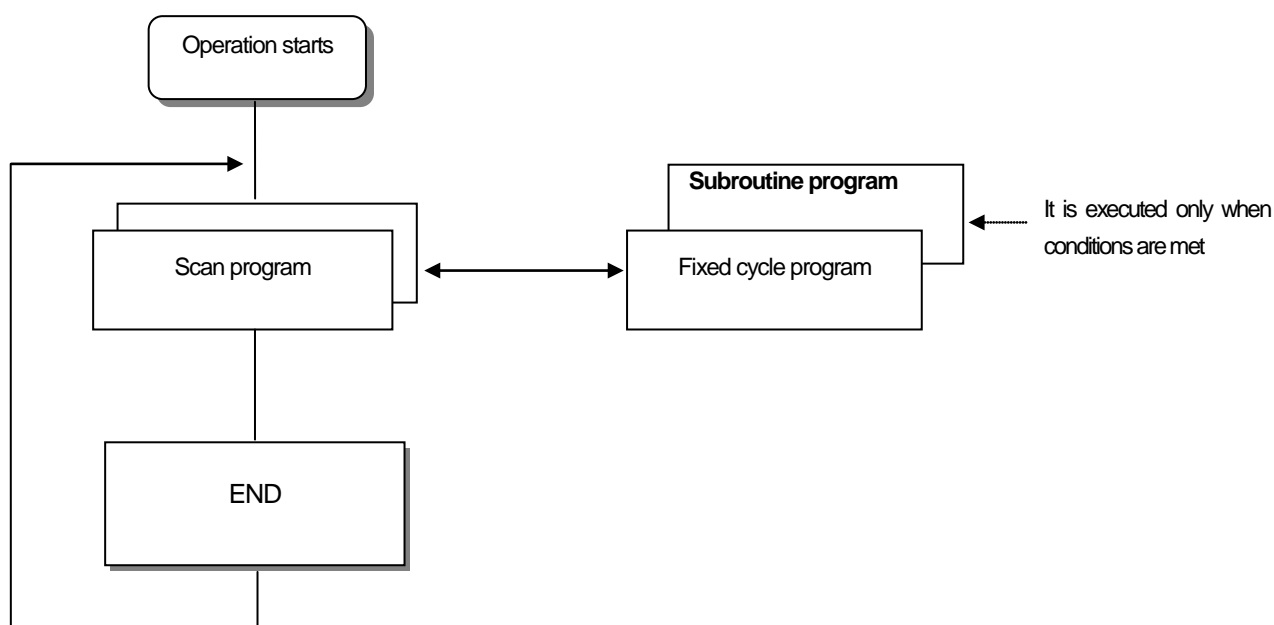 Operation starts
Subroutine program
It is executed only when
conditions are met
Scan program
Fixed cycle program
END